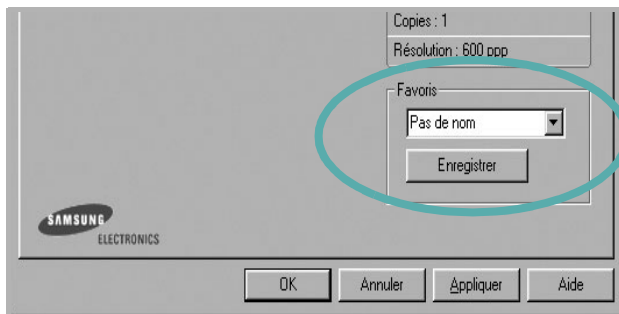 Copies : 1
Résolution : 600 ppp
Favoris
Pas de nom
Enregistrer
SAMSUNG
ELECTRONICS
OK
Annuler
Appliquer
Aide